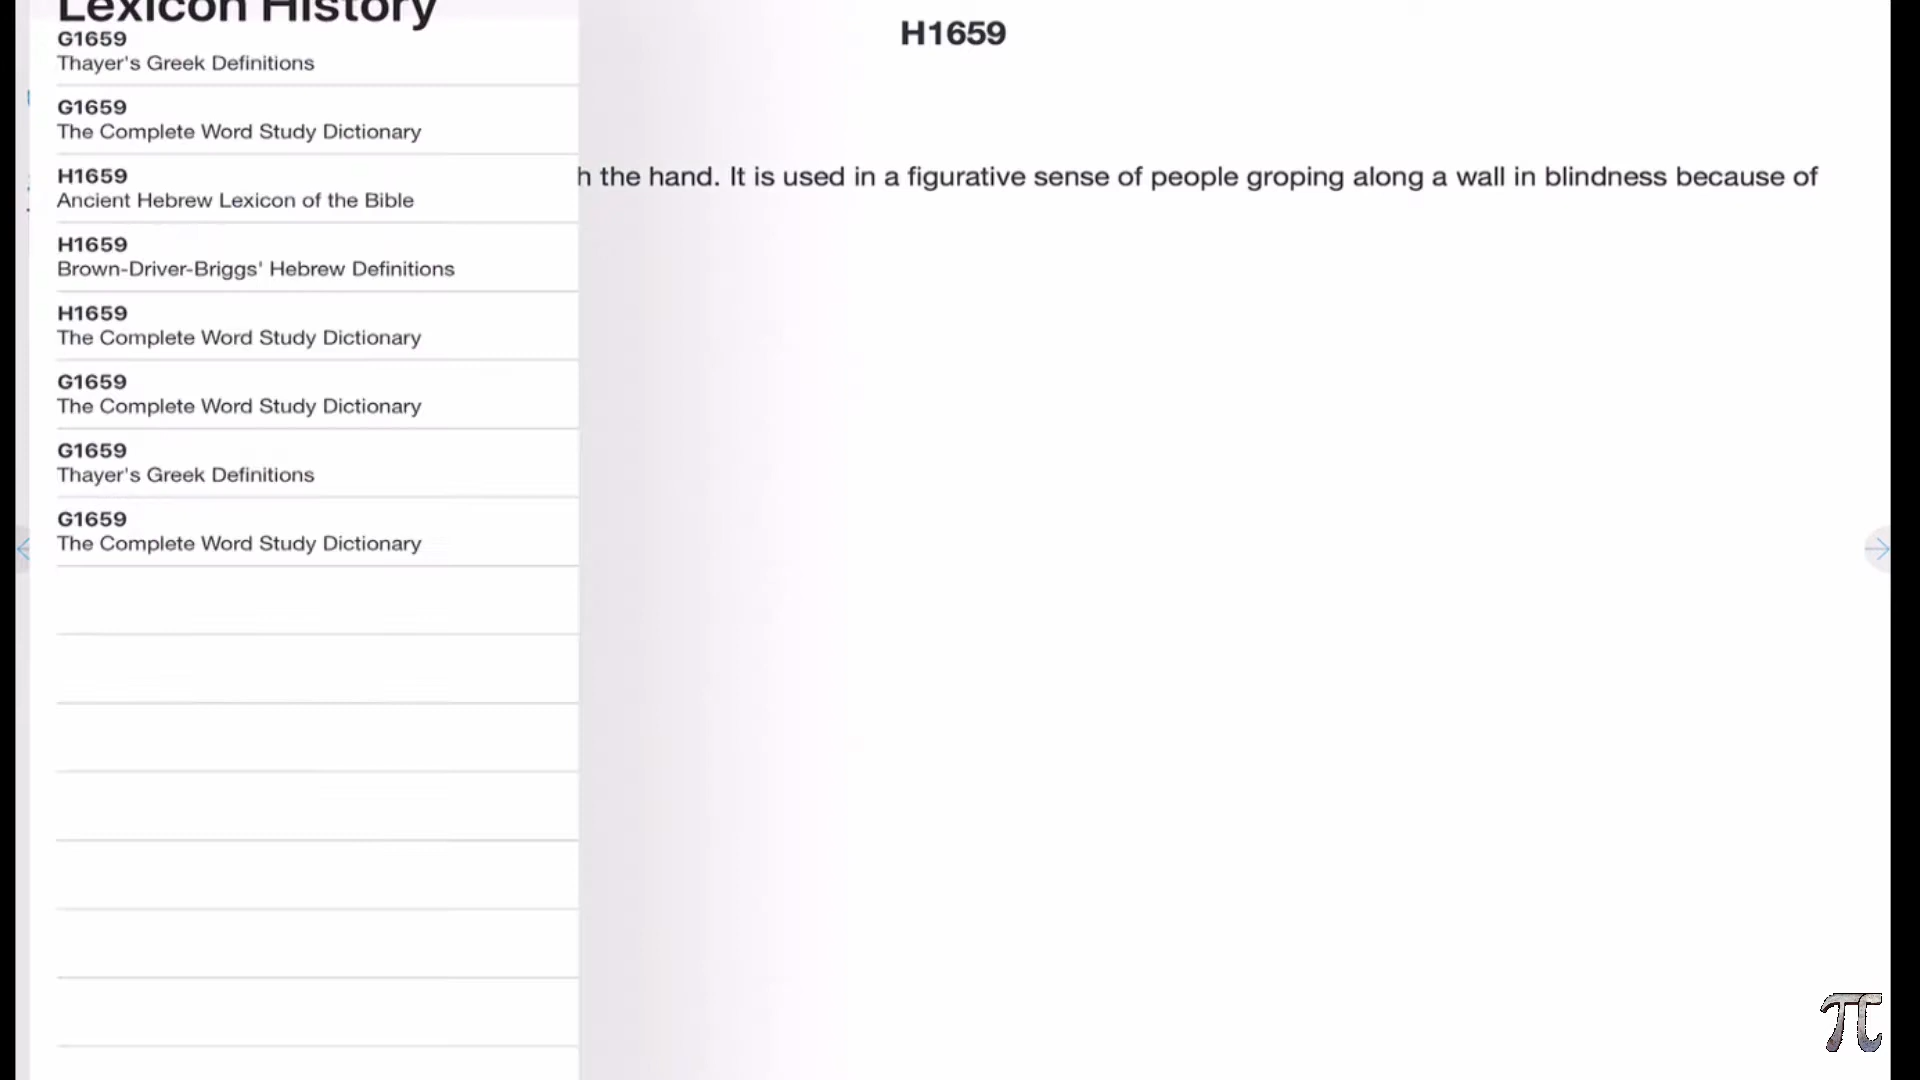 Lexicon History
G1659
Thayer's Greek Definitions
G1659
The Complete Word Study Dictionary
H1659
Ancient Hebrew Lexicon of the Bible
H1659
Brown-Driver-Briggs' Hebrew Definitions
H1659
The Complete Word Study Dictionary
G1659
The Complete Word Study Dictionary
G1659
Thayer's Greek Definitions
G1659
The Complete Word Study Dictionary
H1659
h the hand. It is used in a figurative sense of people groping along a wall in blindness because of
π